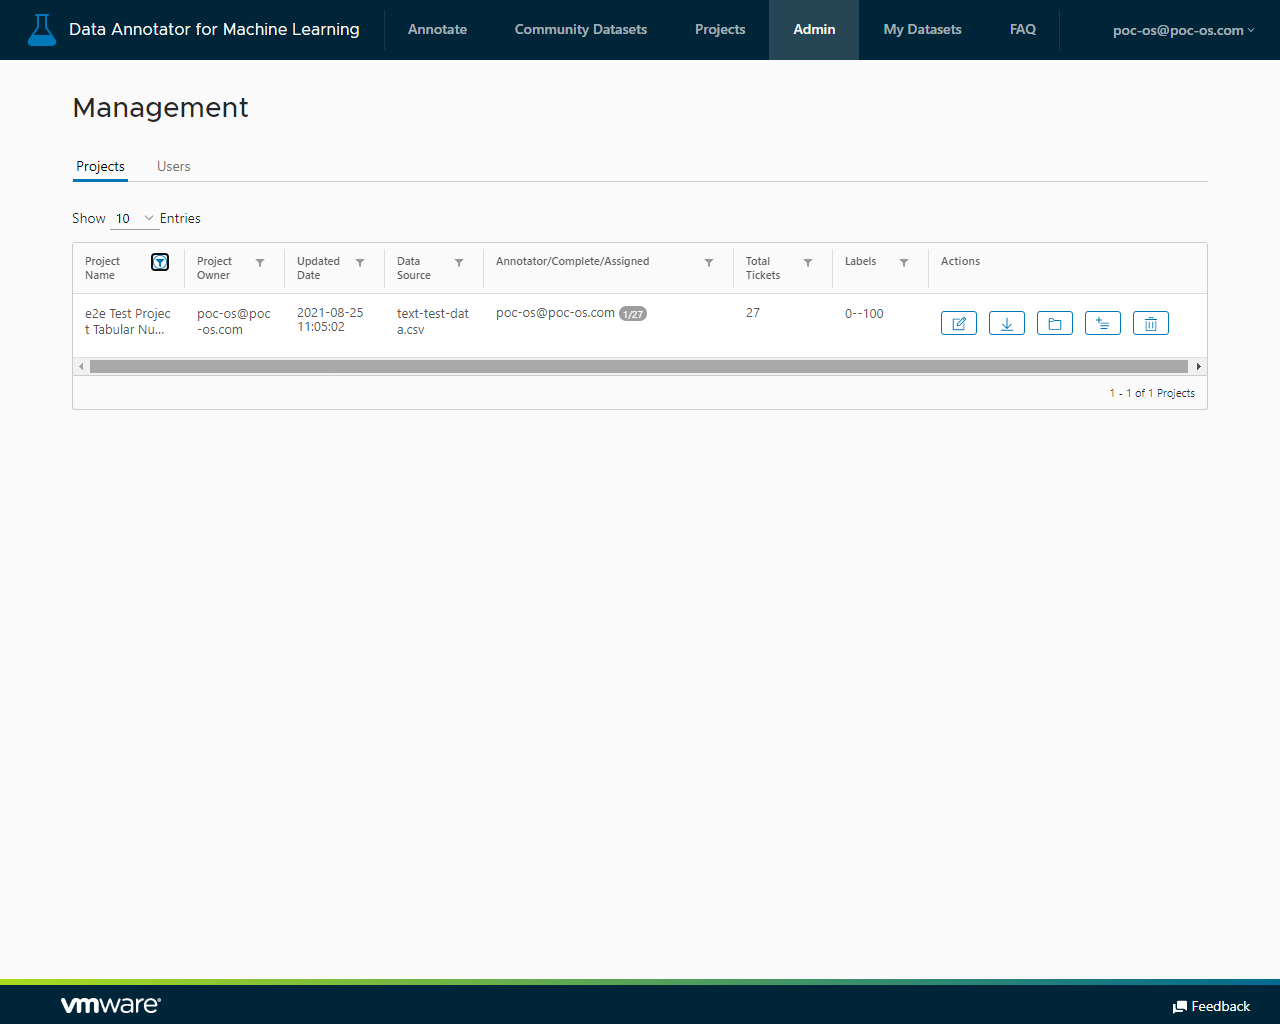 Data Annotator for Machine Learning
Annotate
Community Datasets
Projects
Admin
My Datasets
FAQ
poc-os@poc-os.com
Management
Projects
Users
Show 10 Entries
Project
Name
Project
Owner
Updated
Date
Data
Source
Annotator/Complete/Assigned
Total
Tickets
Labels
Actions
e2e Test Projec
t Tabular Nu...
poc-os@poc
-os.com
2021-08-25
11:05:02
text-test-dat
a.csv
poc-os@poc-os.com 1/27
27
0--100
1 - 1 of 1 Projects
vmware
Feedback